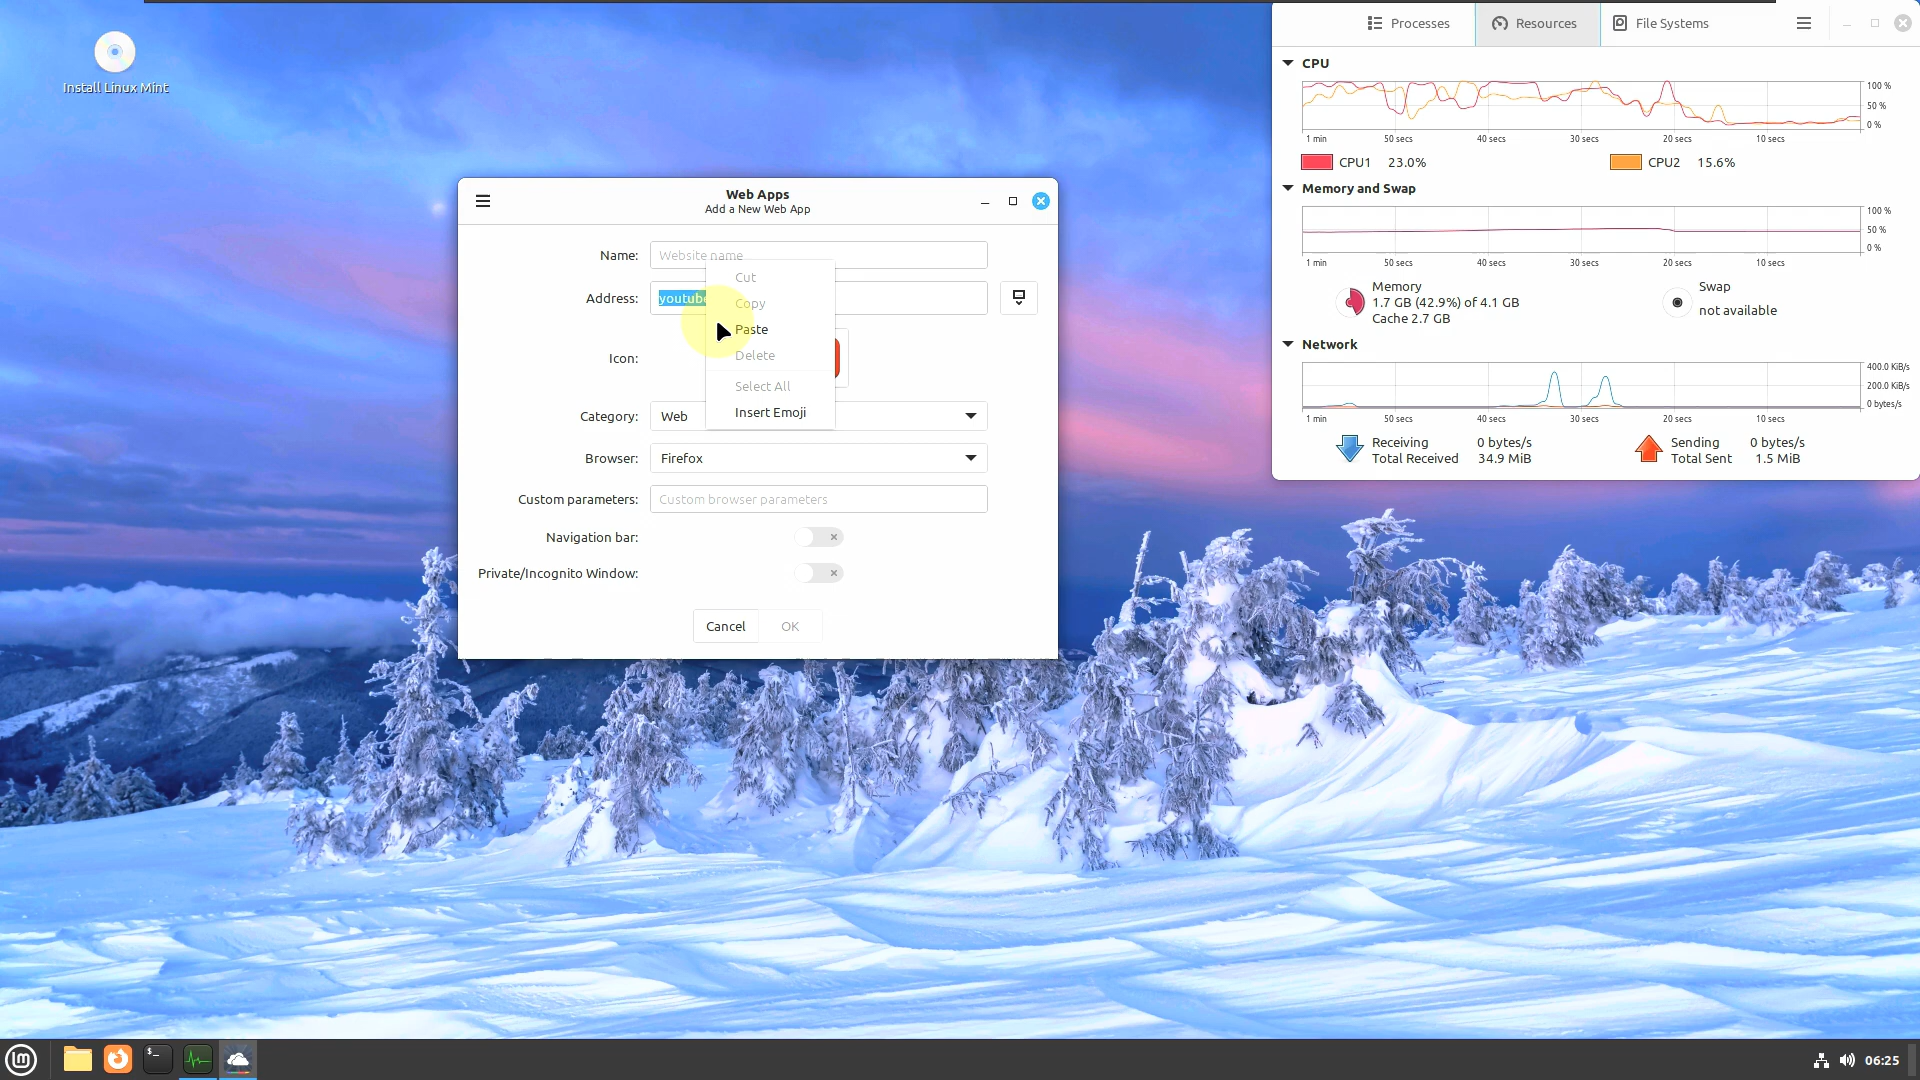 Install Linux Mint
Processes
Resources
File Systems
CPU
100 %
50 %
0 %
1 min
50 secs
40 secs
30 secs
20 secs
10 secs
CPU1 23.0%
CPU2 15.6%
Memory and Swap
100 %
50 %
0 %
1 min
50 secs
40 secs
30 secs
20 secs
10 secs
Memory
1.7 GB (42.9%) of 4.1 GB
Cache 2.7 GB
Swap
not available
Network
400.0 KiB/s
200.0 KiB/s
0 bytes/s
1 min
50 secs
40 secs
30 secs
20 secs
10 secs
Receiving 0 bytes/s
Total Received 34.9 MiB
Sending 0 bytes/s
Total Sent 1.5 MiB
Web Apps
Add a New Web App
Name: Website name
Address: youtube
Icon:
Category: Web
Browser: Firefox
Custom parameters: Custom browser parameters
Navigation bar:
Private/Incognito Window:
Cancel
OK
Cut
Copy
Paste
Delete
Select All
Insert Emoji
06:25